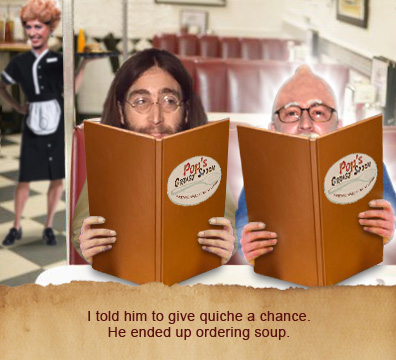 Pop's
Greasy Spoon
Pop's
Greasy Spoon
I told him to give quiche a chance.
He ended up ordering soup.